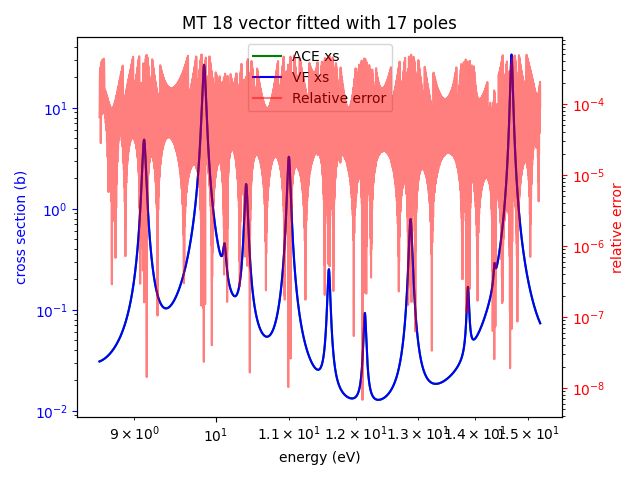 MT 18 vector fitted with 17 poles
ACE xs
VF xs
Relative error
cross section (b)
10¹
10⁰
10⁻¹
10⁻²
relative error
10⁻⁴
10⁻⁵
10⁻⁶
10⁻⁷
10⁻⁸
9 × 10⁰
10¹
1.1 × 10¹
1.2 × 10¹
1.3 × 10¹
1.4 × 10¹
1.5 × 10¹
energy (eV)